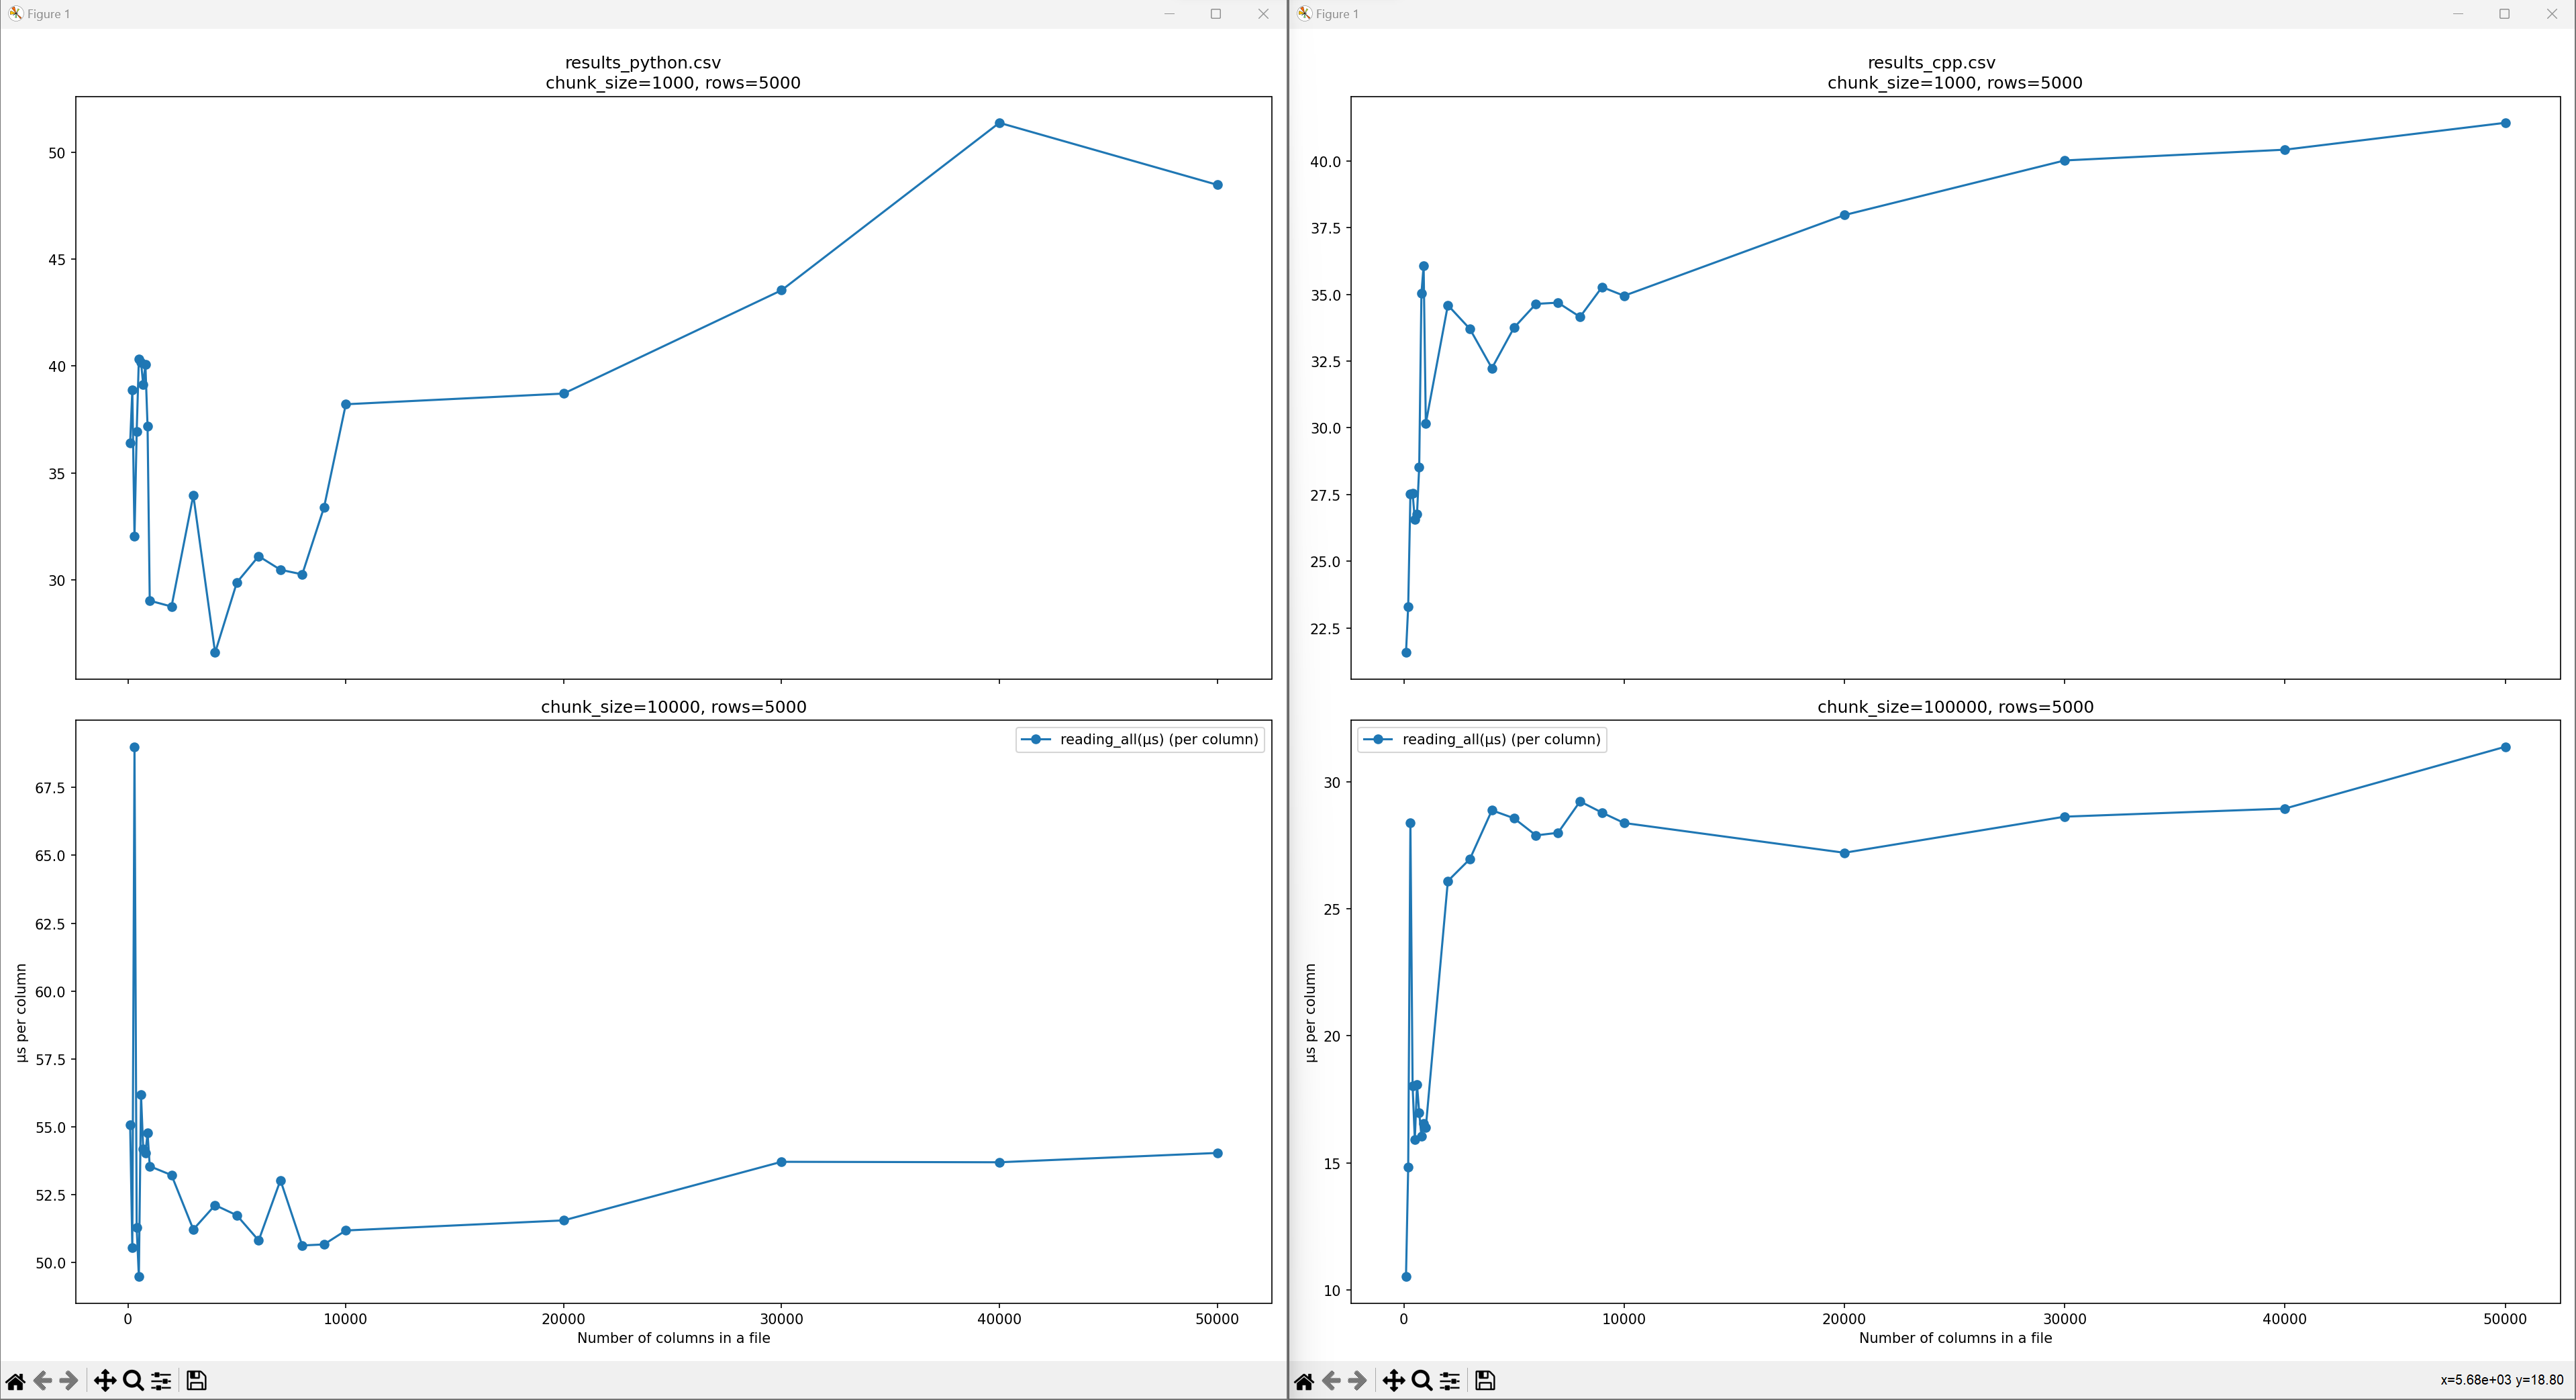 Figure 1
results_python.csv
chunk_size=1000, rows=5000
50
45
40
35
30
chunk_size=10000, rows=5000
reading_all(µs) (per column)
67.5
65.0
62.5
60.0
57.5
55.0
52.5
50.0
µs per column
0 10000 20000 30000 40000 50000
Number of columns in a file
Figure 1
results_cpp.csv
chunk_size=1000, rows=5000
40.0
37.5
35.0
32.5
30.0
27.5
25.0
22.5
chunk_size=100000, rows=5000
reading_all(µs) (per column)
30
25
20
15
10
µs per column
0 10000 20000 30000 40000 50000
Number of columns in a file
x=5.68e+03 y=18.80